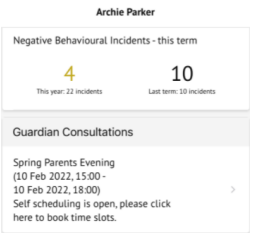 Archie Parker
Negative Behavioural Incidents - this term
4 10
This year: 22 incidents Last term: 10 incidents
Guardian Consultations
Spring Parents Evening
(10 Feb 2022, 15:00 -
10 Feb 2022, 18:00)
Self scheduling is open, please click
here to book time slots.